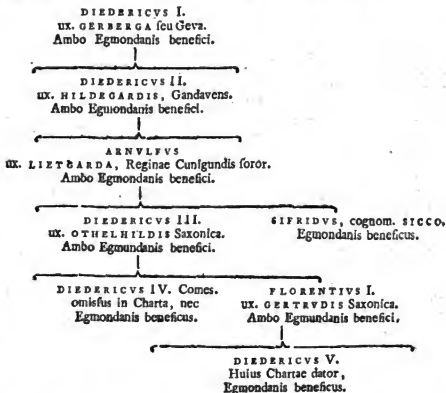 DIEDERICVS I.
ux. GERBERGA ſeu Geva.
Ambo Egmondanis benefici.
DIEDERICVS II.
ux. HILDEGARDIS, Gandavens.
Ambo Egmondanis benefici.
ARNVLFVS
ux. LIETGARDA, Reginae Cunigundis ſoror.
Ambo Egmondanis benefici.
DIEDERICVS III.
ux. OTHELHILDIS Saxonica.
Ambo Egmundanis benefici.
SIFRIDVS, cognom. SICCO,
Egmondanis beneficus.
DIEDERICVS IV. Comes.
omiſſus in Charta, nec
Egmondanis beneficus.
FLORENTIVS I.
ux. GERTRVDIS Saxonica.
Ambo Egmundanis benefici.
DIEDERICVS V.
Huius Chartae dator,
Egmondanis beneficus.